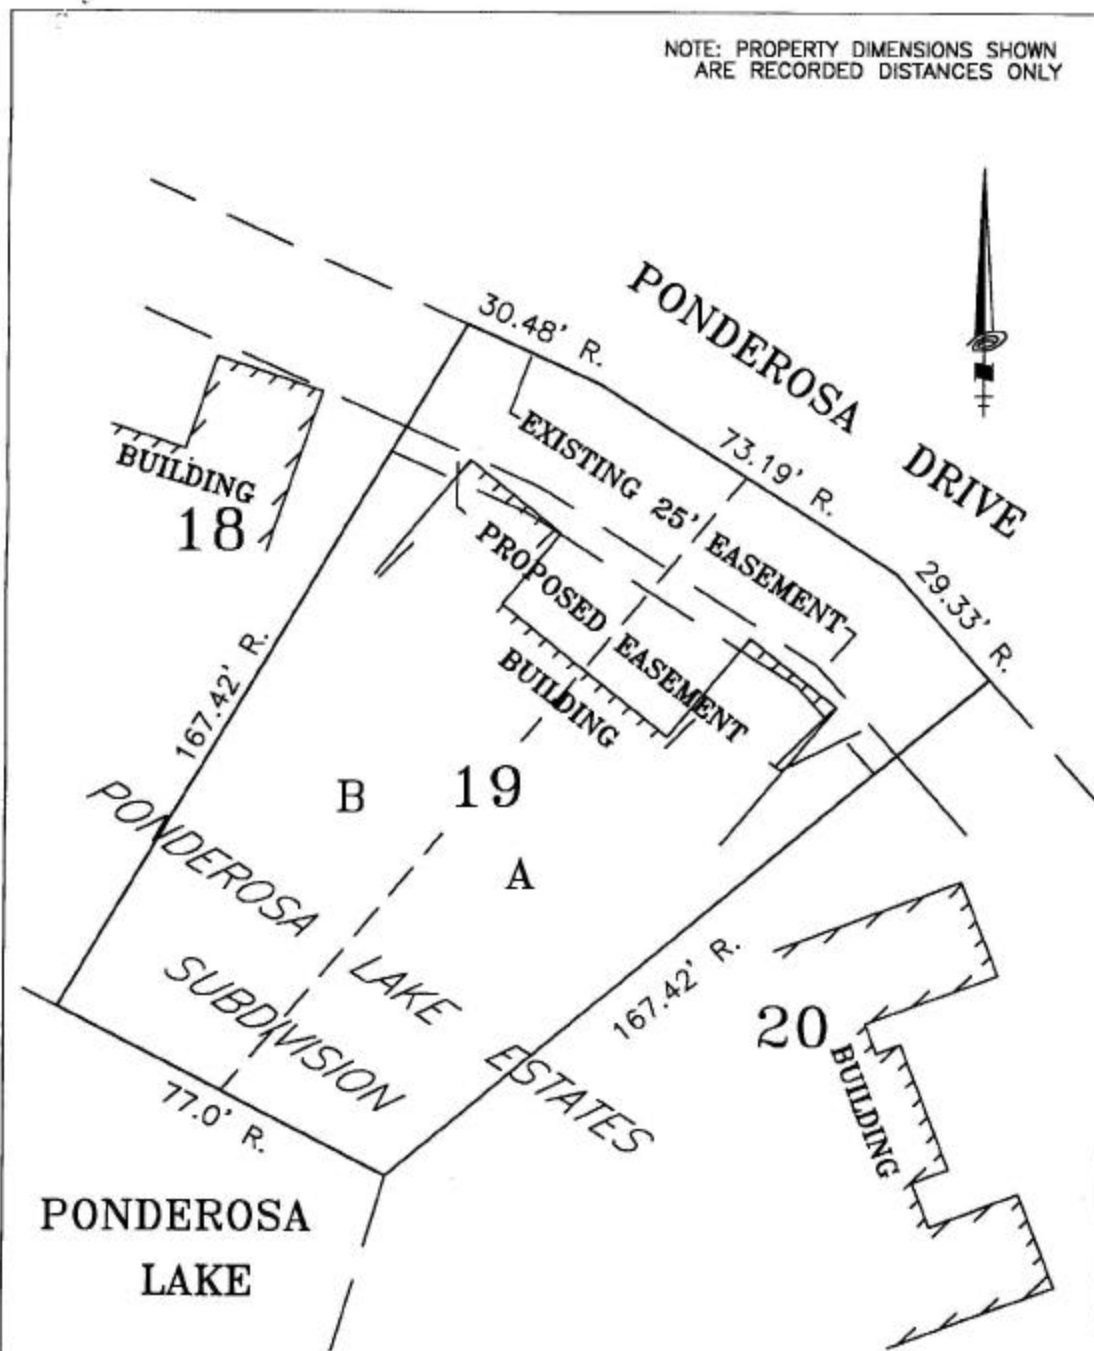 NOTE: PROPERTY DIMENSIONS SHOWN
ARE RECORDED DISTANCES ONLY
30.48' R.
PONDEROSA DRIVE
73.19' R.
29.33' R.
EXISTING 25' EASEMENT
BUILDING
18
PROPOSED EASEMENT
BUILDING
167.42' R.
B
19
A
PONDEROSA LAKE ESTATES
SUBDIVISION
167.42' R.
20
BUILDING
77.0' R.
PONDEROSA
LAKE